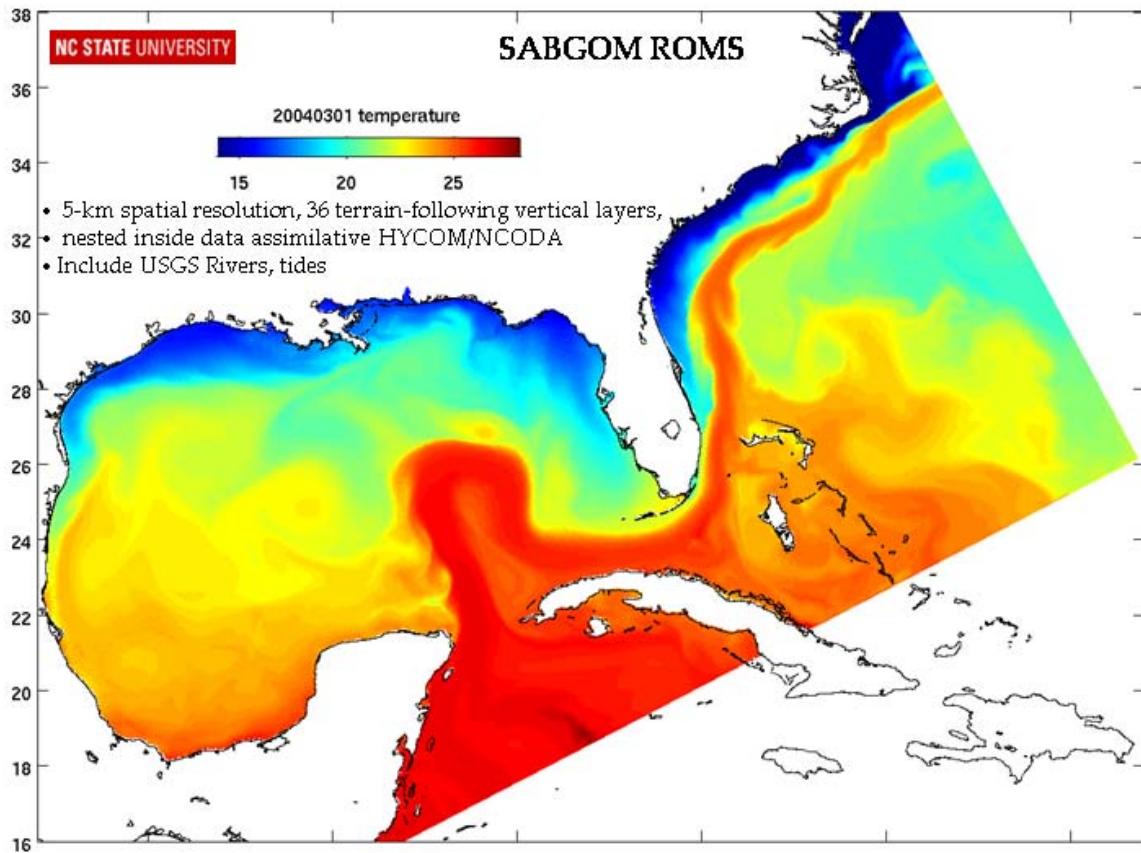 38
NC STATE UNIVERSITY
SABGOM ROMS
36
20040301 temperature
34
15 20 25
• 5-km spatial resolution, 36 terrain-following vertical layers,
32
• nested inside data assimilative HYCOM/NCODA
• Include USGS Rivers, tides
30
28
26
24
22
20
18
16